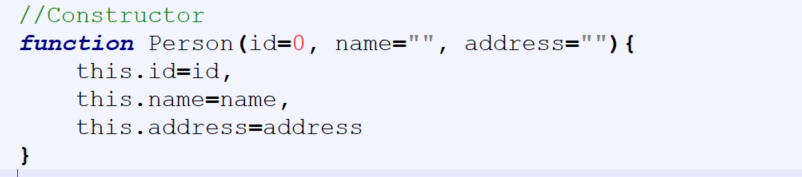 //Constructor
function Person(id=0, name="", address=""){
    this.id=id,
    this.name=name,
    this.address=address
}